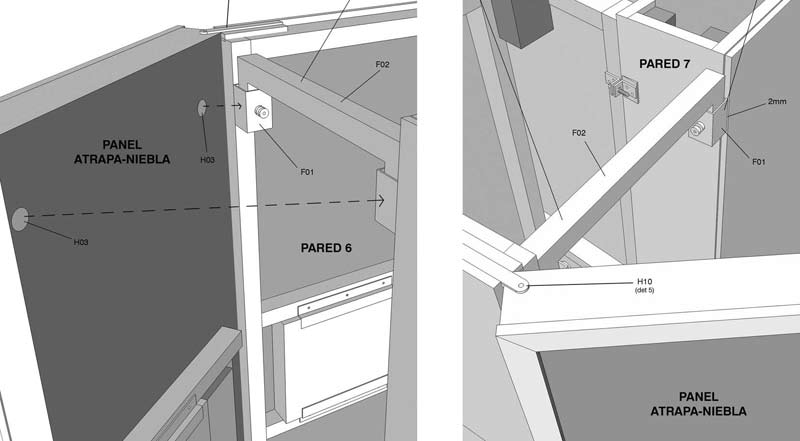 F02
PANEL
ATRAPA-NIEBLA
H03
F01
H03
PARED 6
PARED 7
2mm
F02
F01
H10
(det 5)
PANEL
ATRAPA-NIEBLA